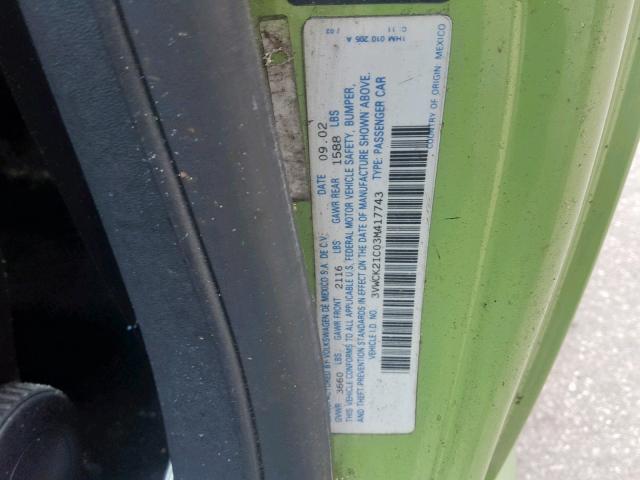 1HM 010 205 A
MANUFACTURED BY VOLKSWAGEN DE MEXICO S.A. DE C.V. DATE 09.02
GVWR 3660 LBS GAWR FRONT 2116 LBS GAWR REAR 1588 LBS
THIS VEHICLE CONFORMS TO ALL APPLICABLE U.S. FEDERAL MOTOR VEHICLE SAFETY, BUMPER,
AND THEFT PREVENTION STANDARDS IN EFFECT ON THE DATE OF MANUFACTURE SHOWN ABOVE.
VEHICLE I.D. NO. 3VWCK21C03M417743 TYPE: PASSENGER CAR
COUNTRY OF ORIGIN: MEXICO